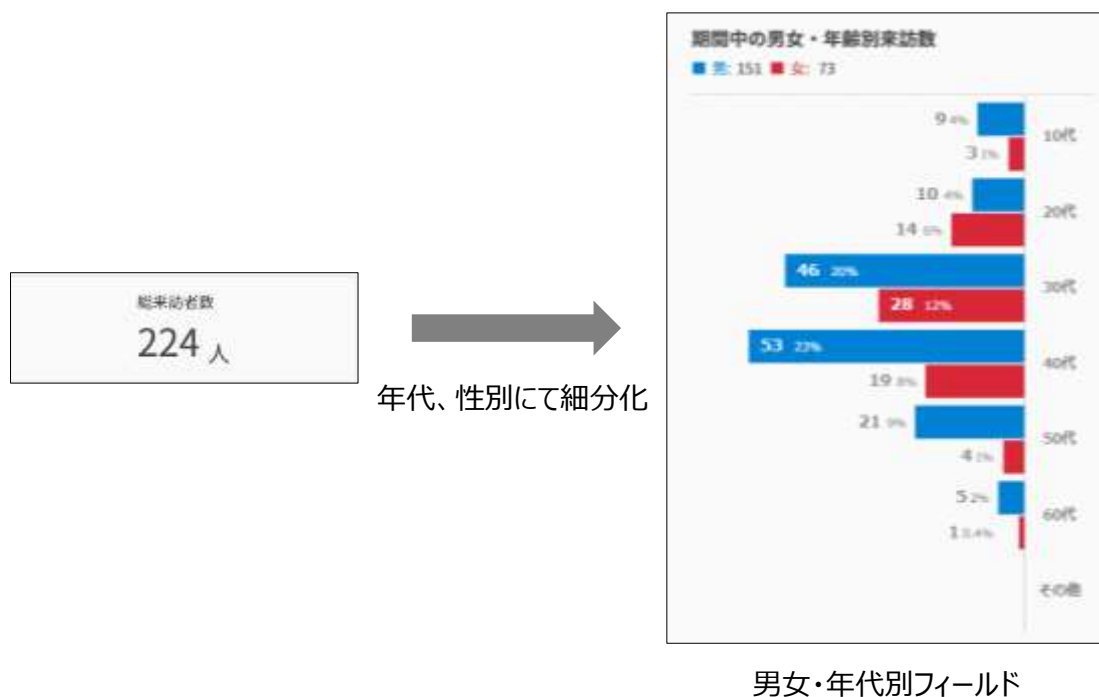 総来訪者数
224 人
年代、性別にて細分化
期間中の男女・年齢別来訪数
男: 151 女: 73
9 4%
10代
3 1%
10 4%
20代
14 6%
46 20%
30代
28 12%
53 23%
40代
19 8%
21 9%
50代
4 1%
5 2%
60代
1 0.4%
その他
男女・年代別フィールド